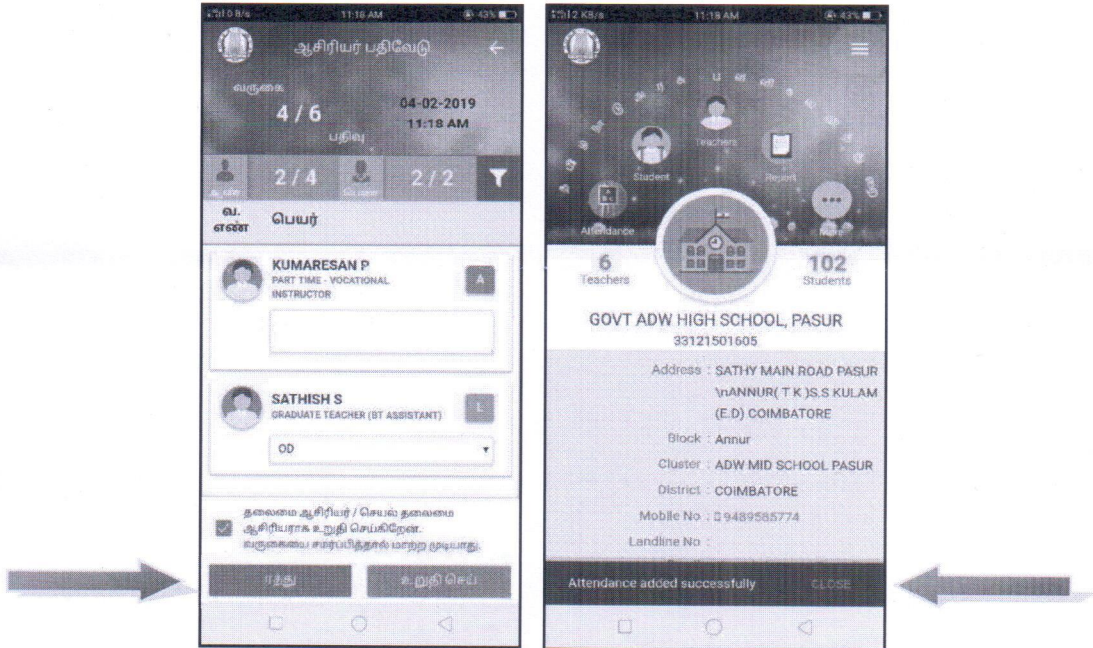 11:18 AM
43%
ஆசிரியர் பதிவேடு
வருகை
4 / 6
பதிவு
04-02-2019
11:18 AM
2 / 4
2 / 2
வ. எண்
பெயர்
KUMARESAN P
PART TIME - VOCATIONAL
INSTRUCTOR
A
SATHISH S
GRADUATE TEACHER (BT ASSISTANT)
L
OD
தலைமை ஆசிரியர் / செயல் தலைமை
ஆசிரியராக உறுதி செய்கிறேன்.
வருகையை சமர்ப்பித்தால் மாற்ற முடியாது.
ரத்து
உறுதி செய்
11:18 AM
43%
Teachers
Student
Report
Attendance
More
6
Teachers
102
Students
GOVT ADW HIGH SCHOOL, PASUR
33121501605
Address : SATHY MAIN ROAD PASUR
\nANNUR( T K )S.S KULAM
(E.D) COIMBATORE
Block : Annur
Cluster : ADW MID SCHOOL PASUR
District : COIMBATORE
Mobile No : 9489585774
Landline No :
Attendance added successfully
CLOSE